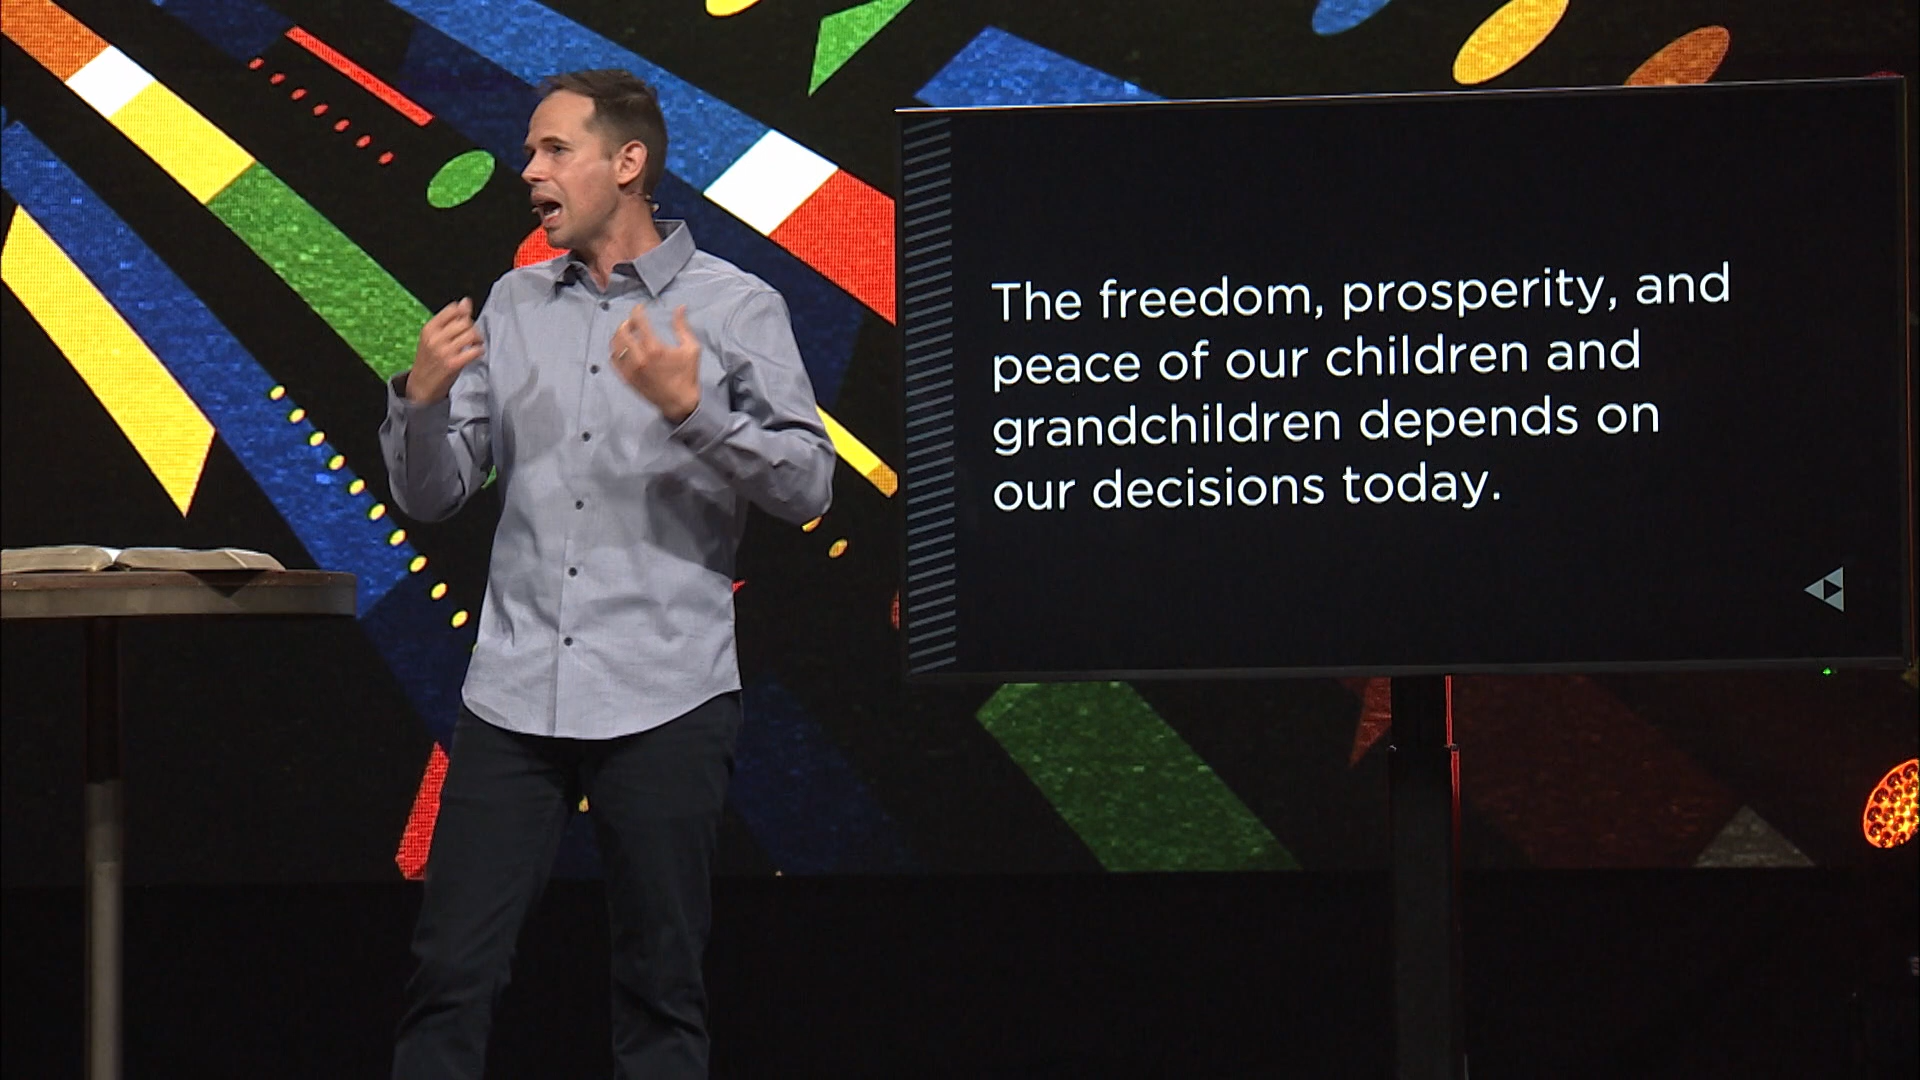 The freedom, prosperity, and
peace of our children and
grandchildren depends on
our decisions today.